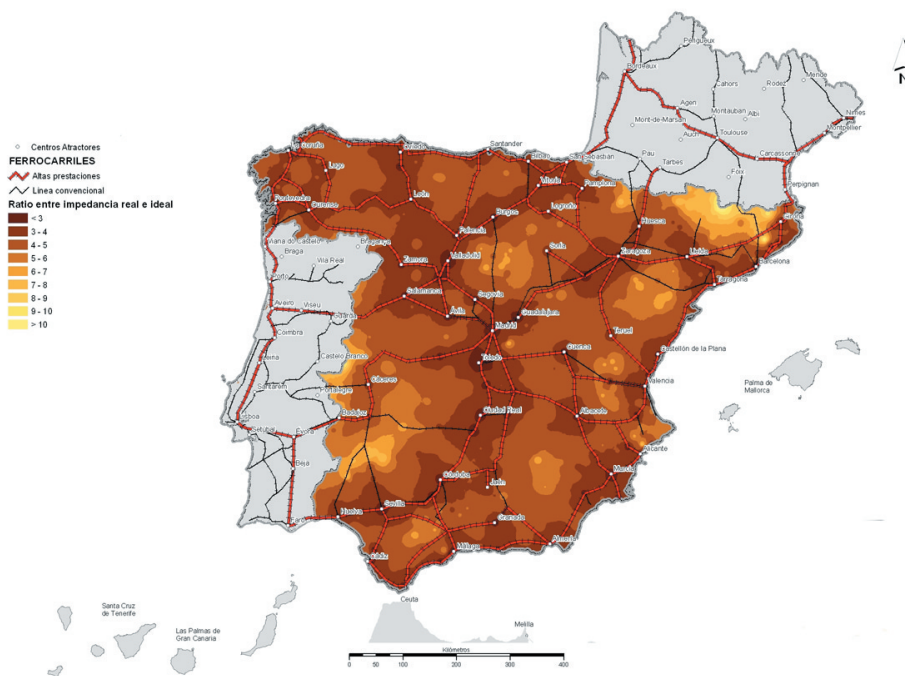 Centros Atractores
FERROCARRILES
Altas prestaciones
Línea convencional
Ratio entre impedancia real e ideal
< 3
3 - 4
4 - 5
5 - 6
6 - 7
7 - 8
8 - 9
9 - 10
> 10
Périgueux
Bordeaux
Cahors
Rodez
Mende
Agen
Montauban
Albi
Nîmes
Mont-de-Marsan
Auch
Toulouse
Montpellier
Pau
Tarbes
Carcassonne
Foix
Perpignan
N
La Coruña
Oviedo
Santander
Bilbao
San Sebastián
Lugo
Vitoria
Pamplona
León
Pontevedra
Ourense
Burgos
Logroño
Huesca
Girona
Palencia
Viana do Castelo
Bragança
Braga
Vila Real
Zamora
Valladolid
Soria
Zaragoza
Lleida
Barcelona
Porto
Tarragona
Salamanca
Segovia
Aveiro
Viseu
Guarda
Ávila
Guadalajara
Madrid
Teruel
Coimbra
Cuenca
Castellón de la Plana
Leiria
Castelo Branco
Toledo
Santarém
Portalegre
Cáceres
Valencia
Palma de
Mallorca
Lisboa
Badajoz
Ciudad Real
Albacete
Setúbal
Évora
Alicante
Beja
Córdoba
Jaén
Murcia
Faro
Huelva
Sevilla
Granada
Almería
Málaga
Cádiz
Ceuta
Melilla
Santa Cruz
de Tenerife
Las Palmas de
Gran Canaria
Kilómetros
0 100 200 300 400